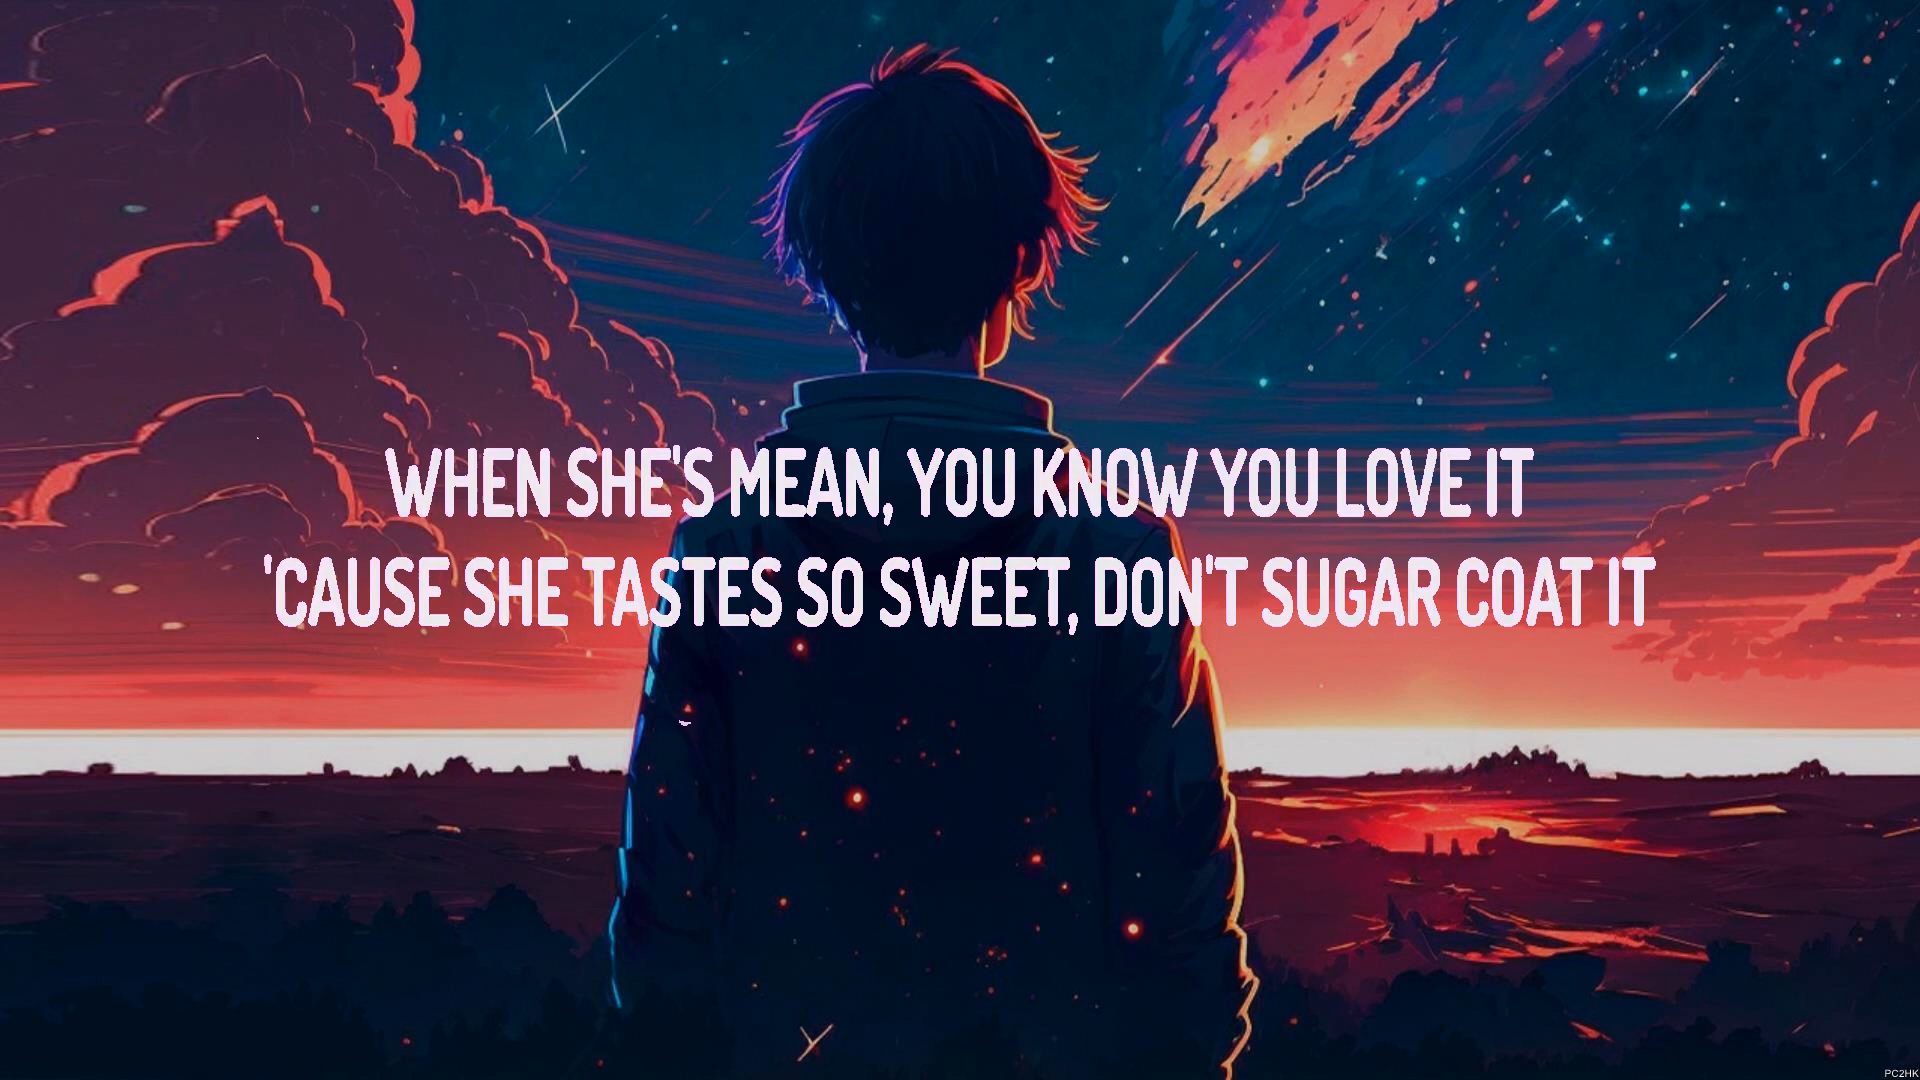 WHEN SHE'S MEAN, YOU KNOW YOU LOVE IT
'CAUSE SHE TASTES SO SWEET, DON'T SUGAR COAT IT
PC2HK